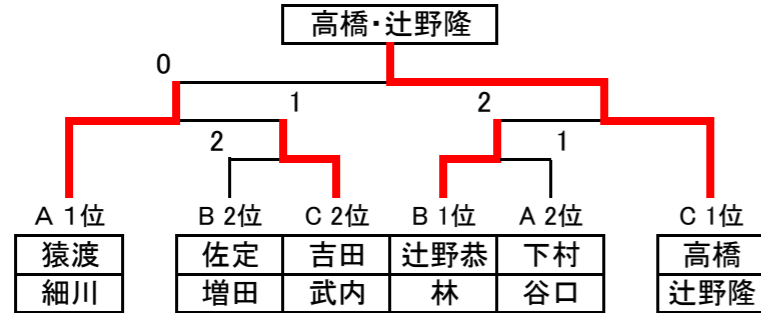 高橋・辻野隆
0
1 2
2 1
A 1位 B 2位 C 2位 B 1位 A 2位 C 1位
猿渡 佐定 吉田 辻野恭 下村 高橋
細川 増田 武内 林 谷口 辻野隆